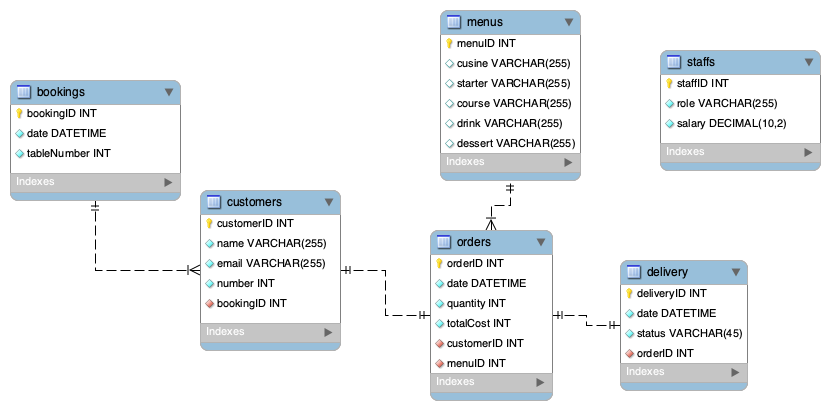 menus
menuID INT
cusine VARCHAR(255)
starter VARCHAR(255)
course VARCHAR(255)
drink VARCHAR(255)
dessert VARCHAR(255)
Indexes
staffs
staffID INT
role VARCHAR(255)
salary DECIMAL(10,2)
Indexes
bookings
bookingID INT
date DATETIME
tableNumber INT
Indexes
customers
customerID INT
name VARCHAR(255)
email VARCHAR(255)
number INT
bookingID INT
Indexes
orders
orderID INT
date DATETIME
quantity INT
totalCost INT
customerID INT
menuID INT
Indexes
delivery
deliveryID INT
date DATETIME
status VARCHAR(45)
orderID INT
Indexes